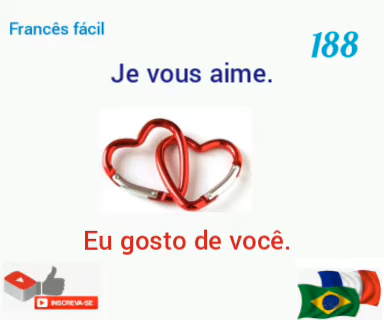 Francês fácil
188
Je vous aime.
Eu gosto de você.
INSCREVA-SE